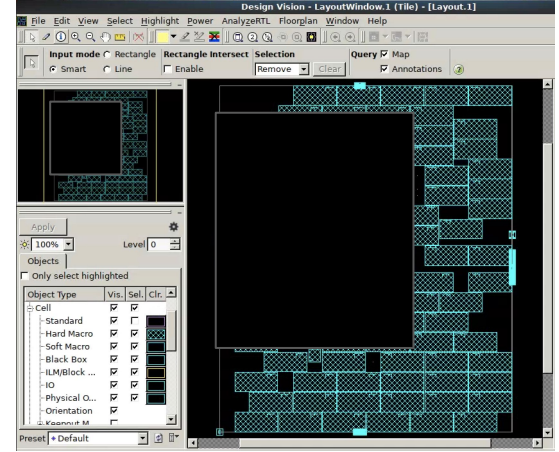 Design Vision - LayoutWindow.1 (Tile) - [Layout.1]
File Edit View Select Highlight Power AnalyzeRTL Floorplan Window Help
Input mode Rectangle Rectangle Intersect Selection Query Map
Smart Line Enable Remove Clear Annotations
Apply
100% Level 0
Objects
Only select highlighted
Object Type Vis. Sel. Clr.
Cell
Standard
Hard Macro
Soft Macro
Black Box
ILM/Block ...
IO
Physical O...
Orientation
Keepout M
Preset Default